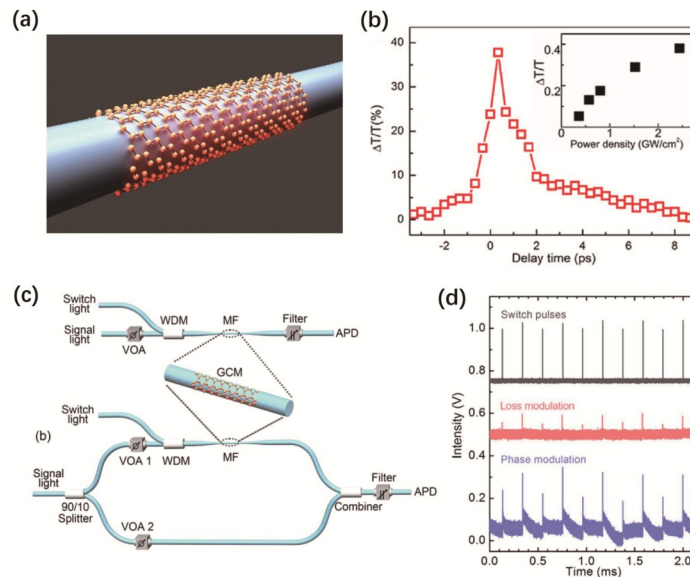 (a)
(b)
ΔT/T(%)
40
35
30
25
20
15
10
5
0
-2
0
2
4
6
8
Delay time (ps)
ΔT/T
0.4
0.2
0
1
2
Power density (GW/cm²)
(c)
Switch light
Signal light
VOA
WDM
MF
Filter
APD
GCM
(b)
Switch light
Signal light
90/10 Splitter
VOA 1
WDM
MF
VOA 2
Combiner
Filter
APD
(d)
Intensity (V)
1.0
0.8
0.6
0.4
0.2
0.0
Switch pulses
Loss modulation
Phase modulation
0.0
0.5
1.0
1.5
2.0
Time (ms)